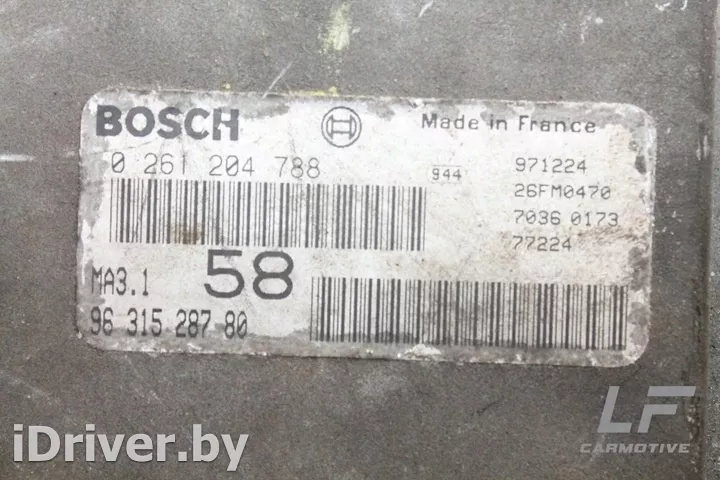 BOSCH
Made in France
0 261 204 788
944
971224
26FM0470
7036 0173
77224
58
MA3.1
96 315 287 80
LF
CARMOTIVE
iDriver.by